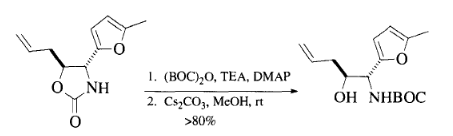 O
O
NH
O
1. (BOC)₂O, TEA, DMAP
2. Cs₂CO₃, MeOH, rt
>80%
O
OH NHBOC